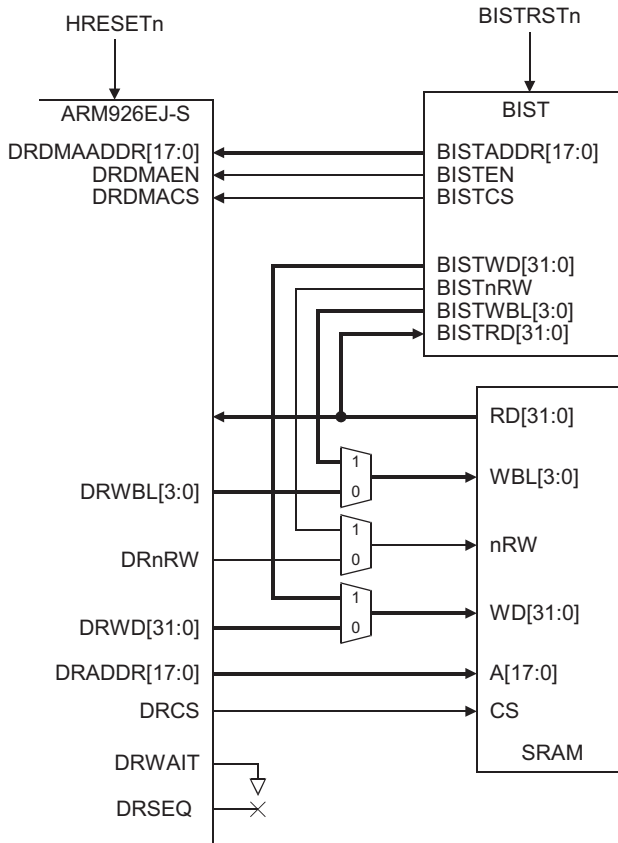 HRESETn
BISTRSTn
ARM926EJ-S
BIST
DRDMAADDR[17:0]
BISTADDR[17:0]
DRDMAEN
BISTEN
DRDMACS
BISTCS
BISTWD[31:0]
BISTnRW
BISTWBL[3:0]
BISTRD[31:0]
RD[31:0]
1
WBL[3:0]
DRWBL[3:0]
0
1
nRW
DRnRW
0
1
WD[31:0]
DRWD[31:0]
0
DRADDR[17:0]
A[17:0]
DRCS
CS
DRWAIT
SRAM
DRSEQ